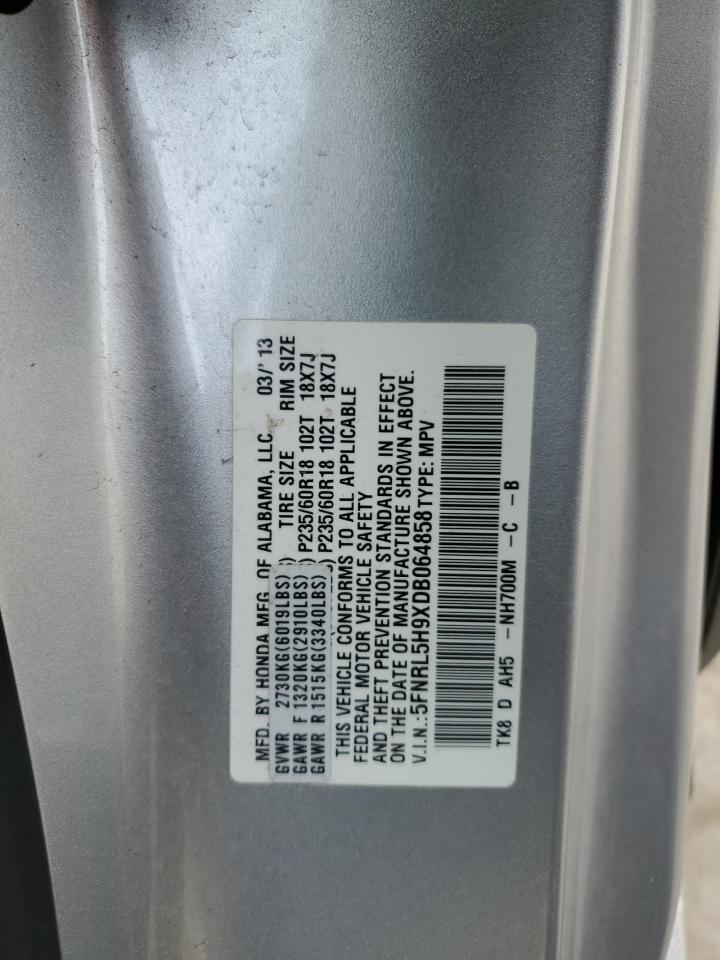 MFD. BY HONDA MFG. OF ALABAMA, LLC. 03/'13
GVWR 2730KG(6019LBS) TIRE SIZE RIM SIZE
GAWR F 1320KG(2910LBS) P235/60R18 102T 18X7J
GAWR R 1515KG(3340LBS) P235/60R18 102T 18X7J
THIS VEHICLE CONFORMS TO ALL APPLICABLE
FEDERAL MOTOR VEHICLE SAFETY
AND THEFT PREVENTION STANDARDS IN EFFECT
ON THE DATE OF MANUFACTURE SHOWN ABOVE.
V.I.N.:5FNRL5H9XDB064858 TYPE: MPV
TK8 D AH5 -NH700M -C -B